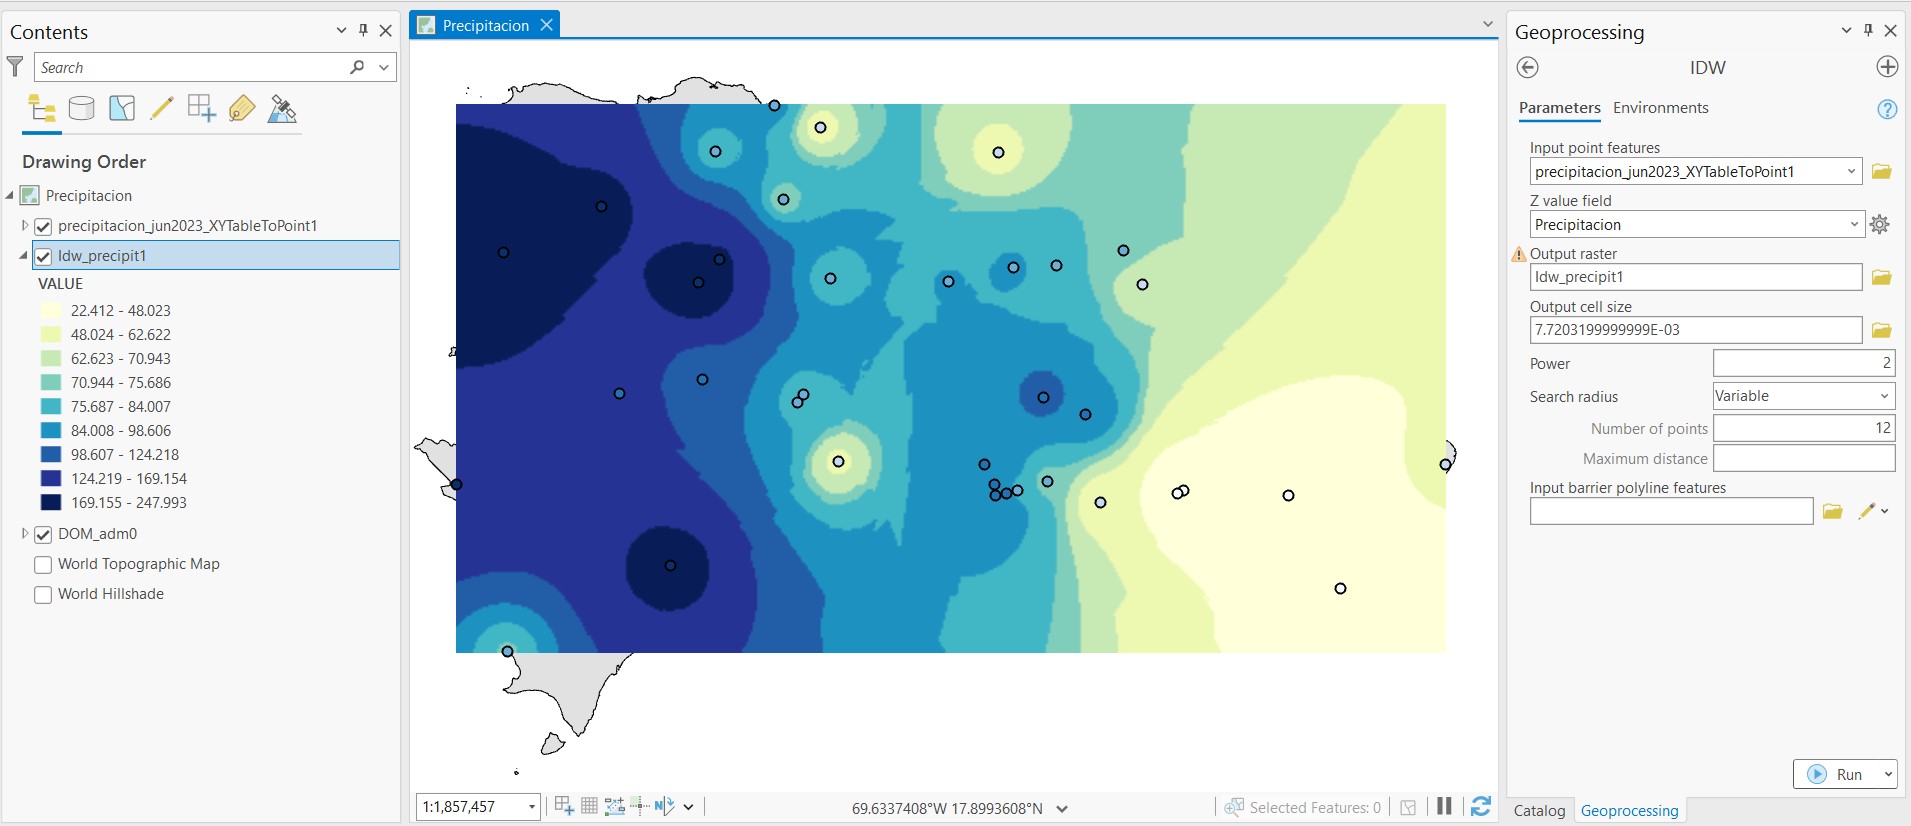 Contents
Search
Drawing Order
Precipitacion
precipitacion_jun2023_XYTableToPoint1
Idw_precipit1
VALUE
22.412 - 48.023
48.024 - 62.622
62.623 - 70.943
70.944 - 75.686
75.687 - 84.007
84.008 - 98.606
98.607 - 124.218
124.219 - 169.154
169.155 - 247.993
DOM_adm0
World Topographic Map
World Hillshade
Precipitacion
1:1,857,457
69.6337408°W 17.8993608°N
Selected Features: 0
Geoprocessing
IDW
Parameters Environments
Input point features
precipitacion_jun2023_XYTableToPoint1
Z value field
Precipitacion
Output raster
Idw_precipit1
Output cell size
7.7203199999999E-03
Power 2
Search radius Variable
Number of points 12
Maximum distance
Input barrier polyline features
Run
Catalog Geoprocessing